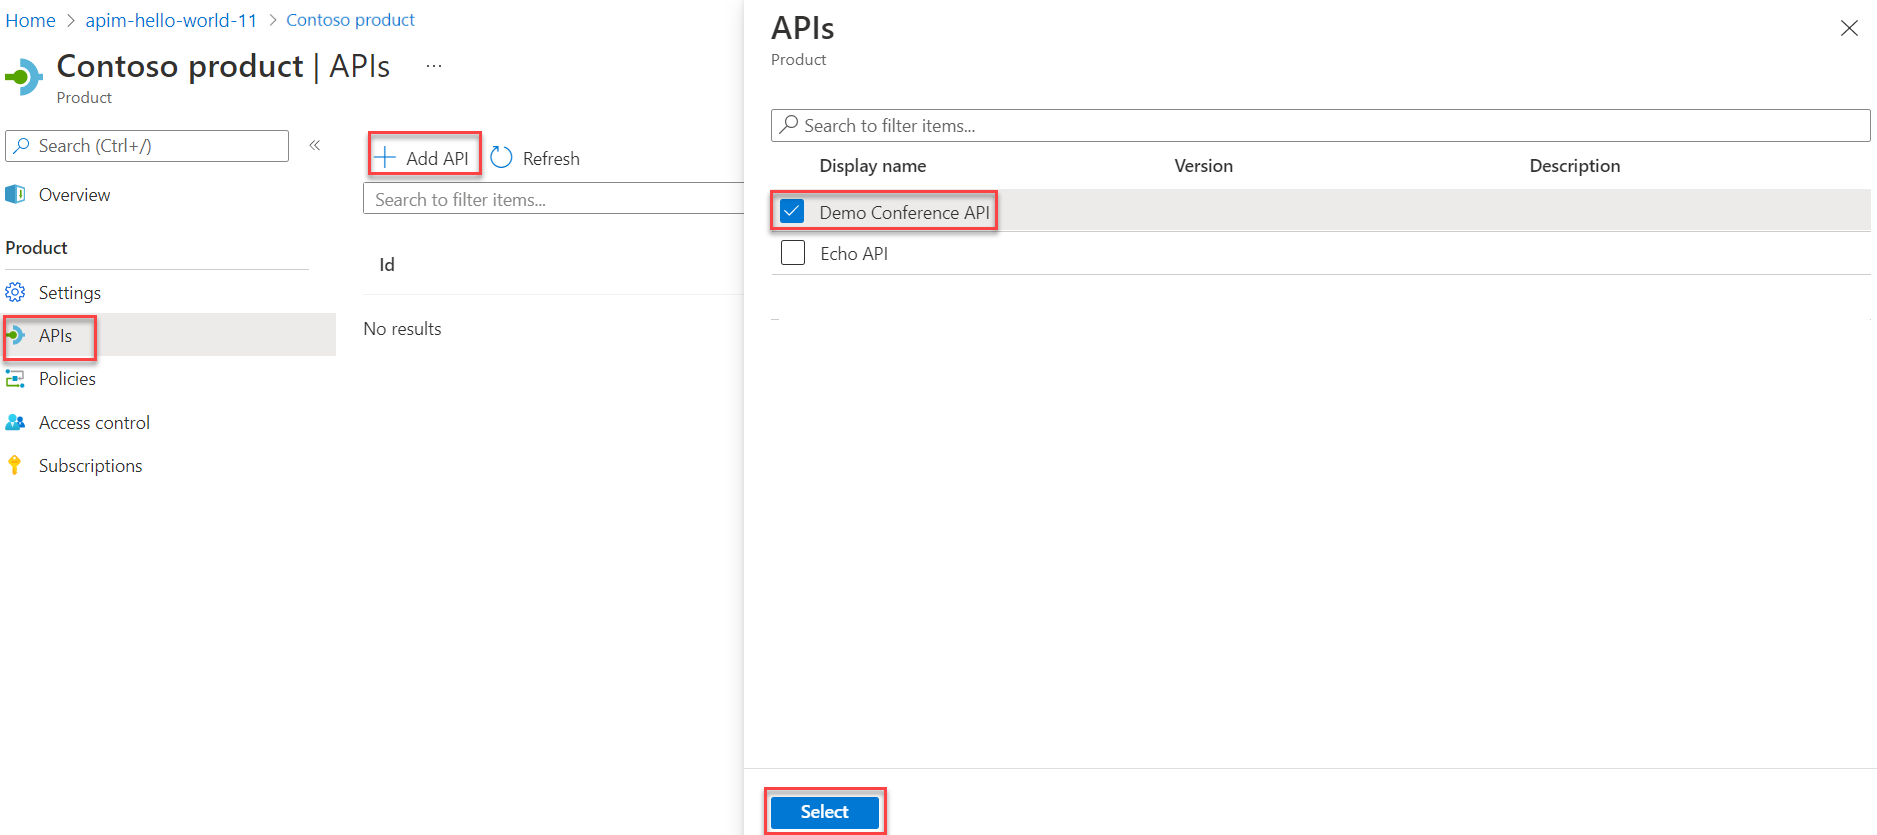 Home > apim-hello-world-11 > Contoso product
Contoso product | APIs ...
Product
Search (Ctrl+/) «
Overview
Product
Settings
APIs
Policies
Access control
Subscriptions
Add API Refresh
Search to filter items...
Id
No results
APIs
Product
Search to filter items...
Display name Version Description
Demo Conference API
Echo API
Select